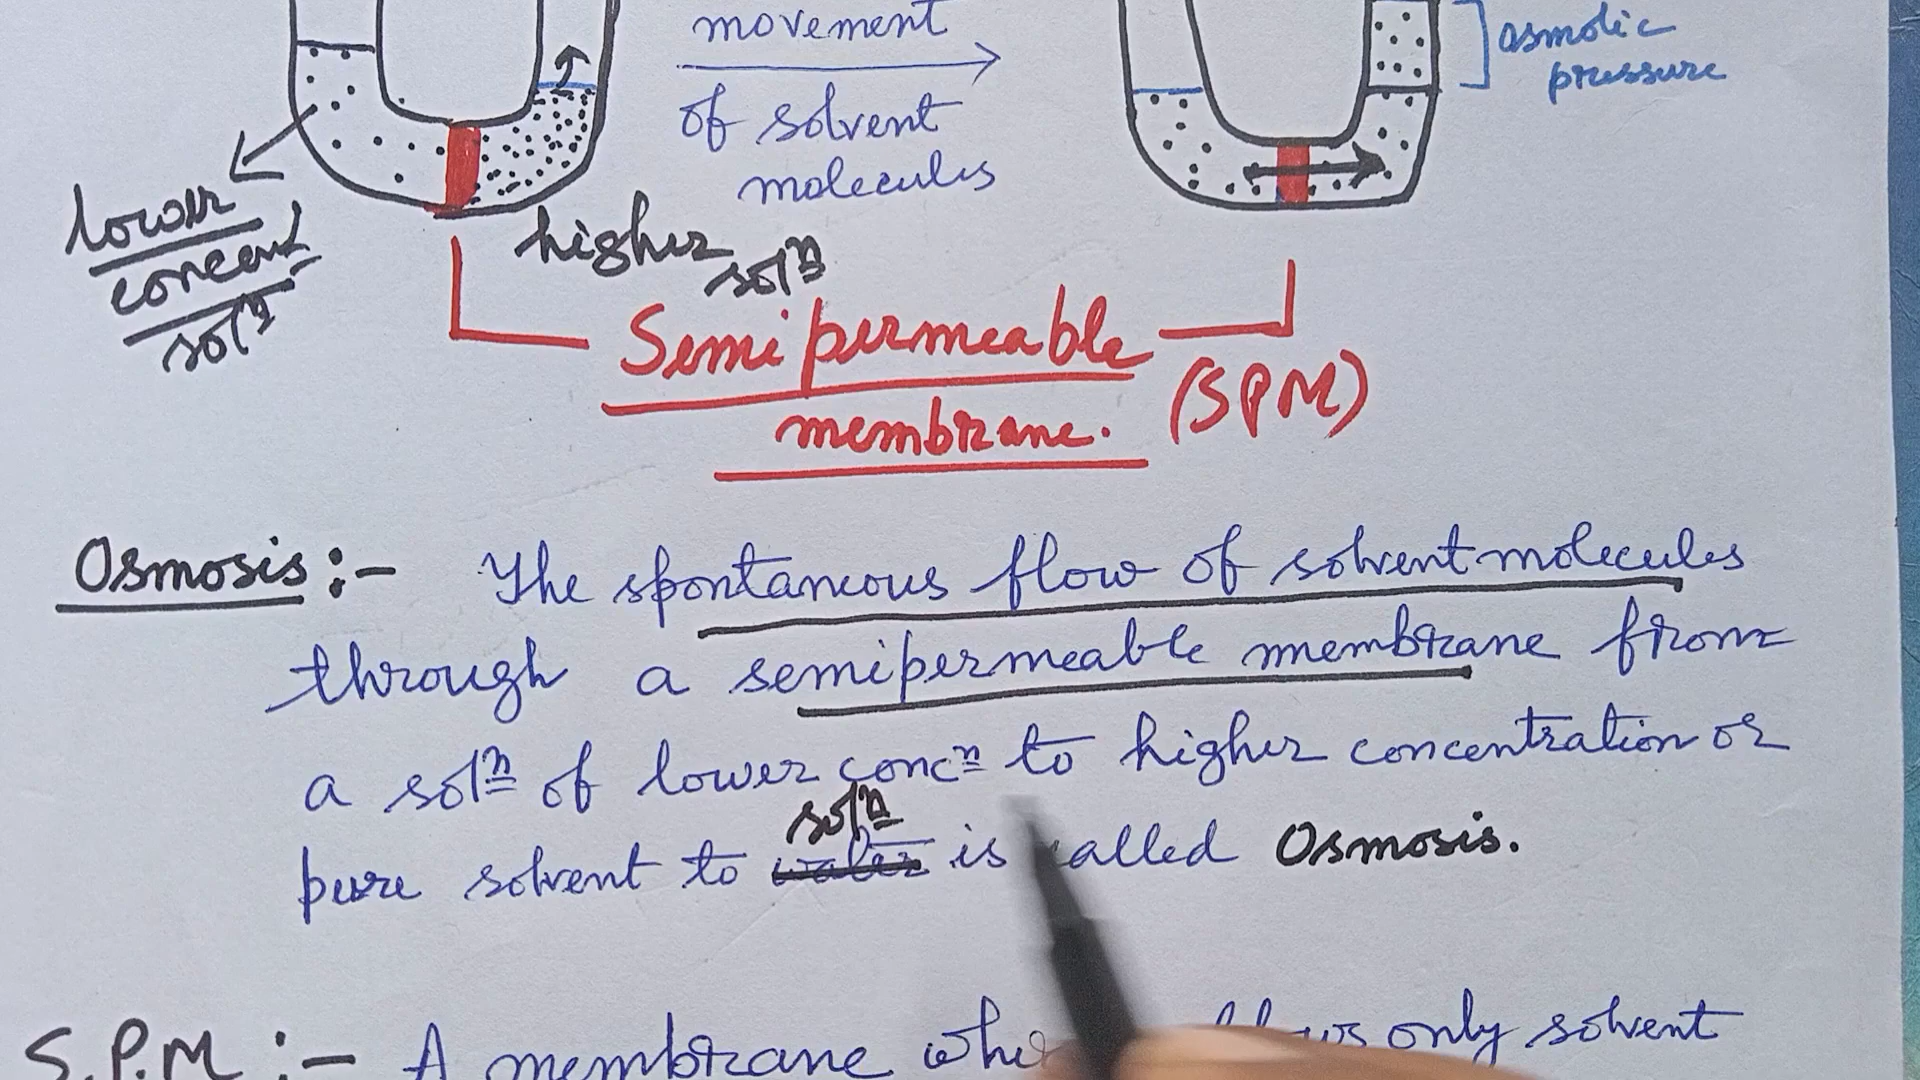 movement
of solvent
molecules
osmotic
pressure
lower
concent
solⁿ
higher
solⁿ
Semipermeable
membrane. (SPM)
Osmosis :- The spontaneous flow of solvent molecules
through a semipermeable membrane from
a solⁿ of lower concⁿ to higher concentration or
solⁿ
pure solvent to water is called Osmosis.
S.P.M :- A membrane only solvent